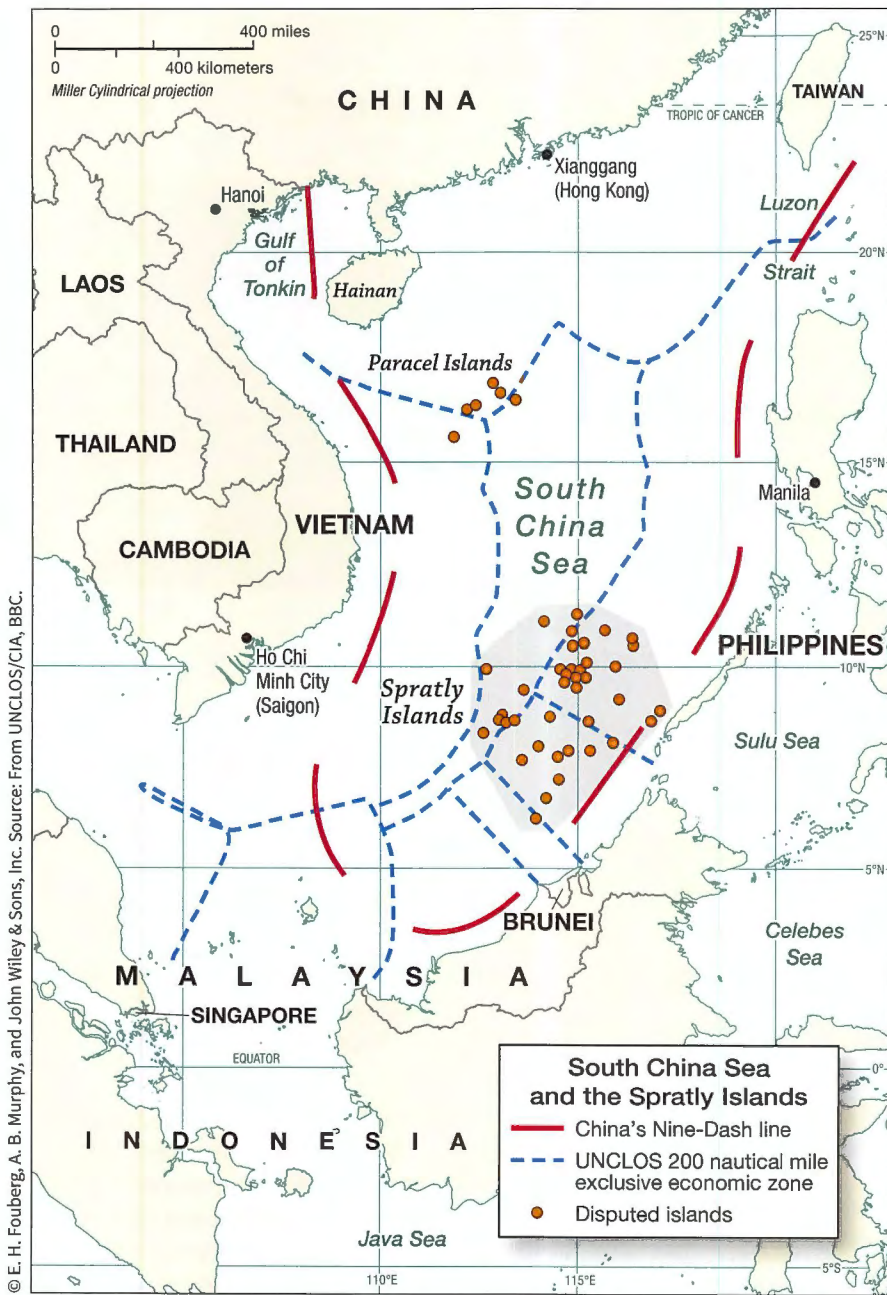 0 400 miles
0 400 kilometers
Miller Cylindrical projection
25°N
CHINA
TAIWAN
TROPIC OF CANCER
Xianggang
(Hong Kong)
Hanoi
Gulf
of
Tonkin
Luzon
Strait
20°N
LAOS
Hainan
Paracel Islands
THAILAND
15°N
South
China
Sea
Manila
VIETNAM
CAMBODIA
Ho Chi
Minh City
(Saigon)
PHILIPPINES
10°N
Spratly
Islands
Sulu Sea
5°N
BRUNEI
Celebes
Sea
MALAYSIA
SINGAPORE
EQUATOR
0°
INDONESIA
Java Sea
110°E
115°E
5°S
South China Sea
and the Spratly Islands
China's Nine-Dash line
UNCLOS 200 nautical mile
exclusive economic zone
Disputed islands
© E. H. Fouberg, A. B. Murphy, and John Wiley & Sons, Inc. Source: From UNCLOS/CIA, BBC.